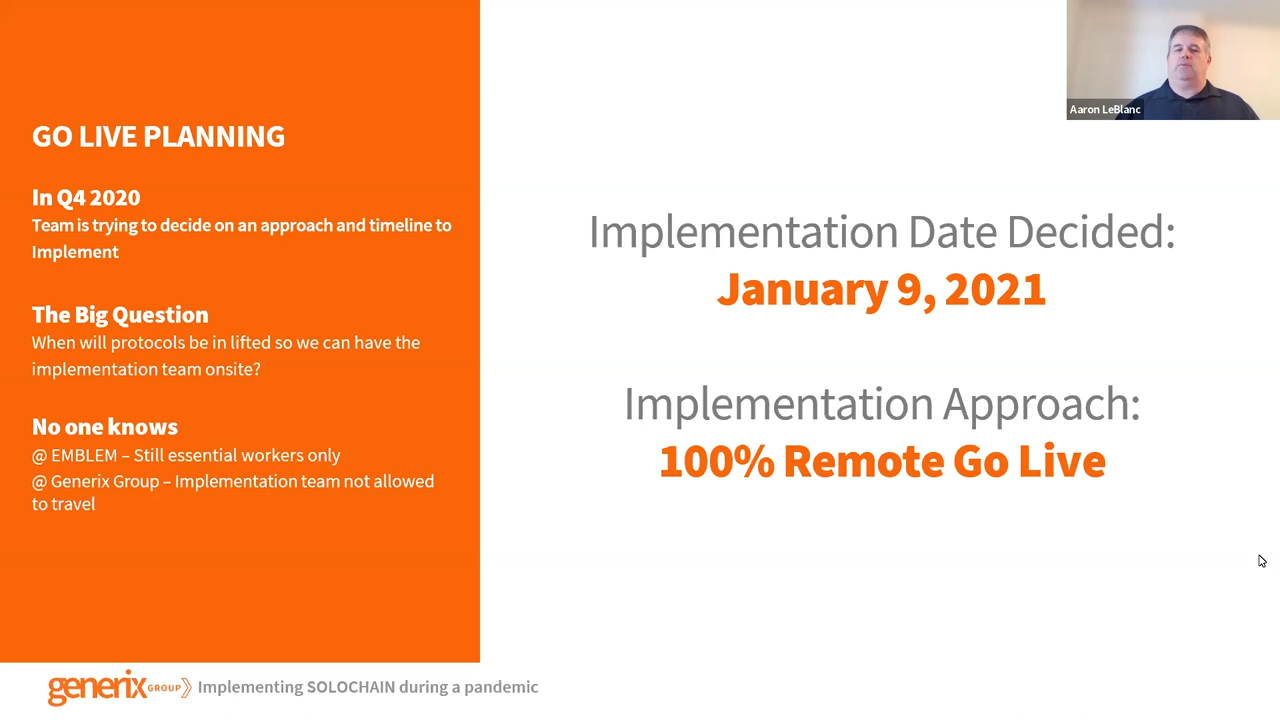 Aaron LeBlanc
GO LIVE PLANNING
In Q4 2020
Team is trying to decide on an approach and timeline to
Implement
The Big Question
When will protocols be in lifted so we can have the
implementation team onsite?
No one knows
@ EMBLEM – Still essential workers only
@ Generix Group – Implementation team not allowed
to travel
Implementation Date Decided:
January 9, 2021
Implementation Approach:
100% Remote Go Live
generix GROUP Implementing SOLOCHAIN during a pandemic